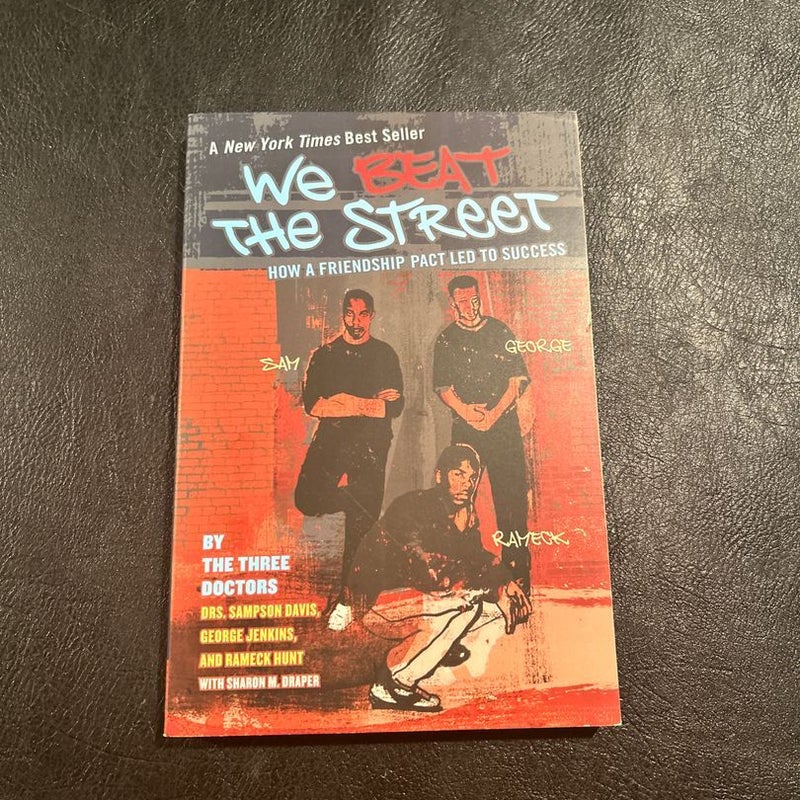 A New York Times Best Seller
We BEAT
THE STREET
HOW A FRIENDSHIP PACT LED TO SUCCESS
SAM
GEORGE
RAMECK
BY
THE THREE
DOCTORS
DRS. SAMPSON DAVIS,
GEORGE JENKINS,
AND RAMECK HUNT
WITH SHARON M. DRAPER